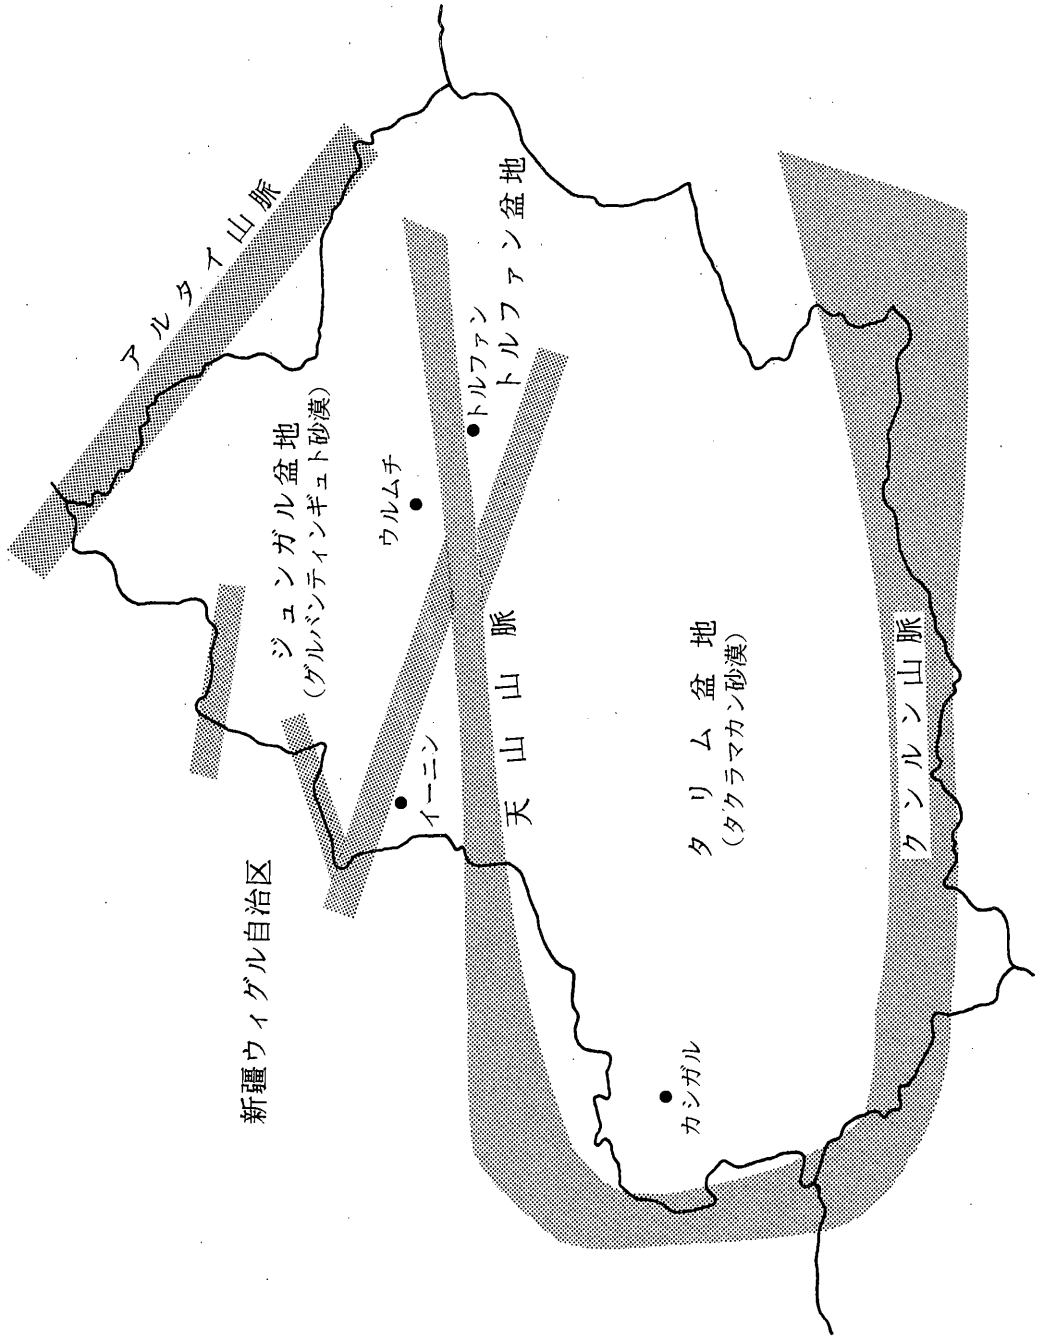 新疆ウィグル自治区
アルタイ山脈
ジュンガル盆地
(グルバンティンギュト砂漠)
ウルムチ
イーニン
トルファン
トルファン盆地
天山山脈
カシガル
タリム盆地
(タクラマカン砂漠)
クンルン山脈